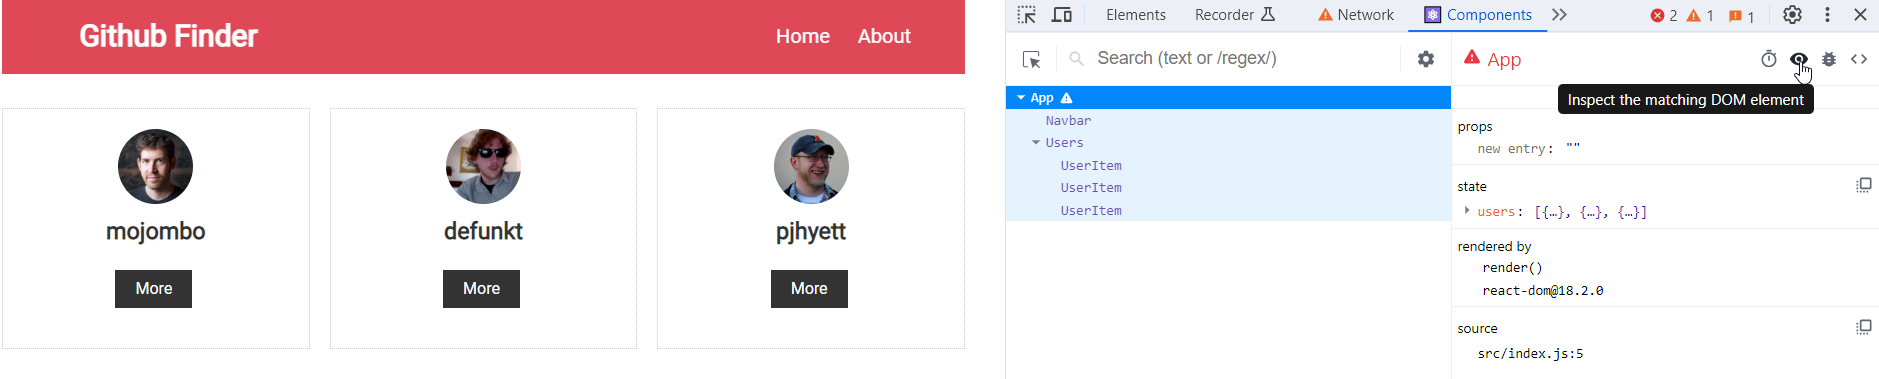 Github Finder
Home About
mojombo
More
defunkt
More
pjhyett
More
Elements Recorder Network Components 2 1 1
Search (text or /regex/)
App
Navbar
Users
UserItem
UserItem
UserItem
App
Inspect the matching DOM element
props
new entry: ""
state
users: [{…}, {…}, {…}]
rendered by
render()
react-dom@18.2.0
source
src/index.js:5